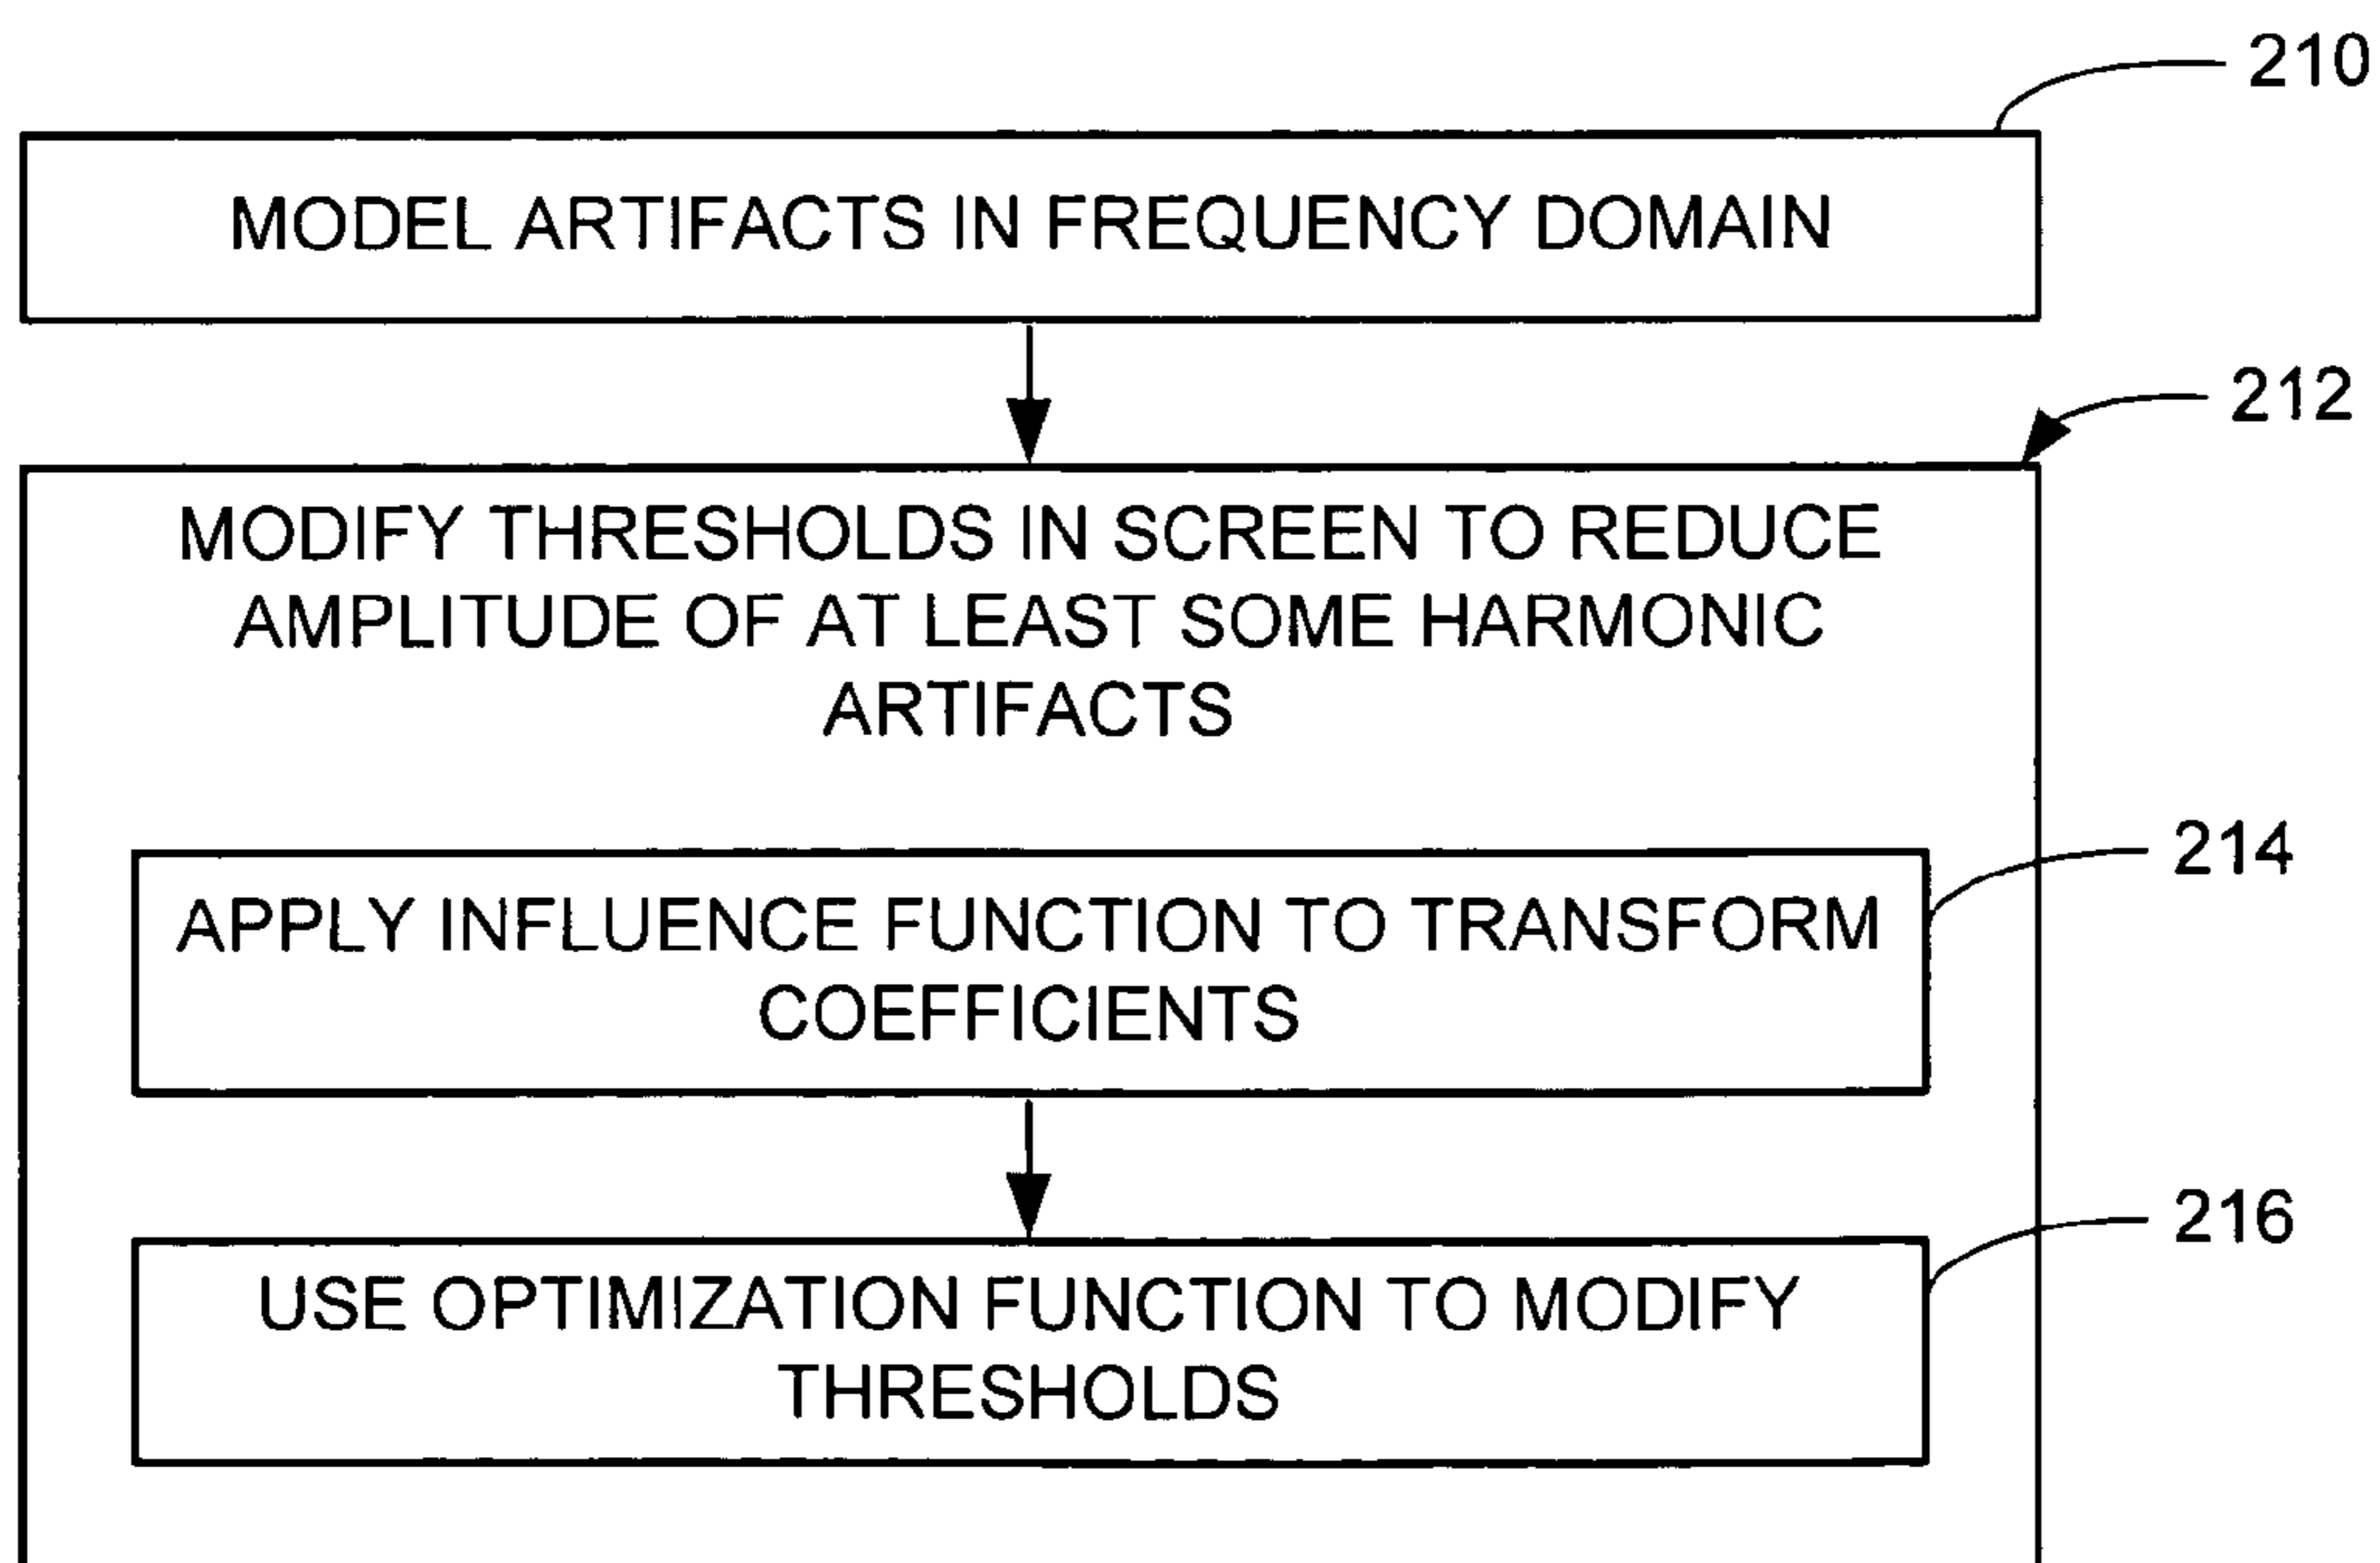 210
MODEL ARTIFACTS IN FREQUENCY DOMAIN
212
MODIFY THRESHOLDS IN SCREEN TO REDUCE
AMPLITUDE OF AT LEAST SOME HARMONIC
ARTIFACTS
214
APPLY INFLUENCE FUNCTION TO TRANSFORM
COEFFICIENTS
216
USE OPTIMIZATION FUNCTION TO MODIFY
THRESHOLDS